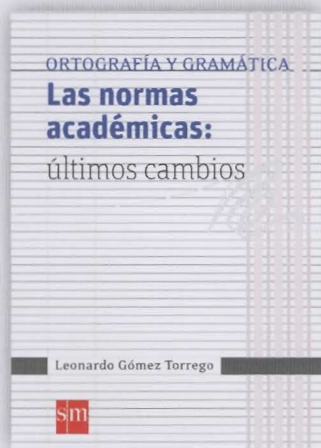 ORTOGRAFÍA Y GRAMÁTICA
Las normas
académicas:
últimos cambios
Leonardo Gómez Torrego
sm